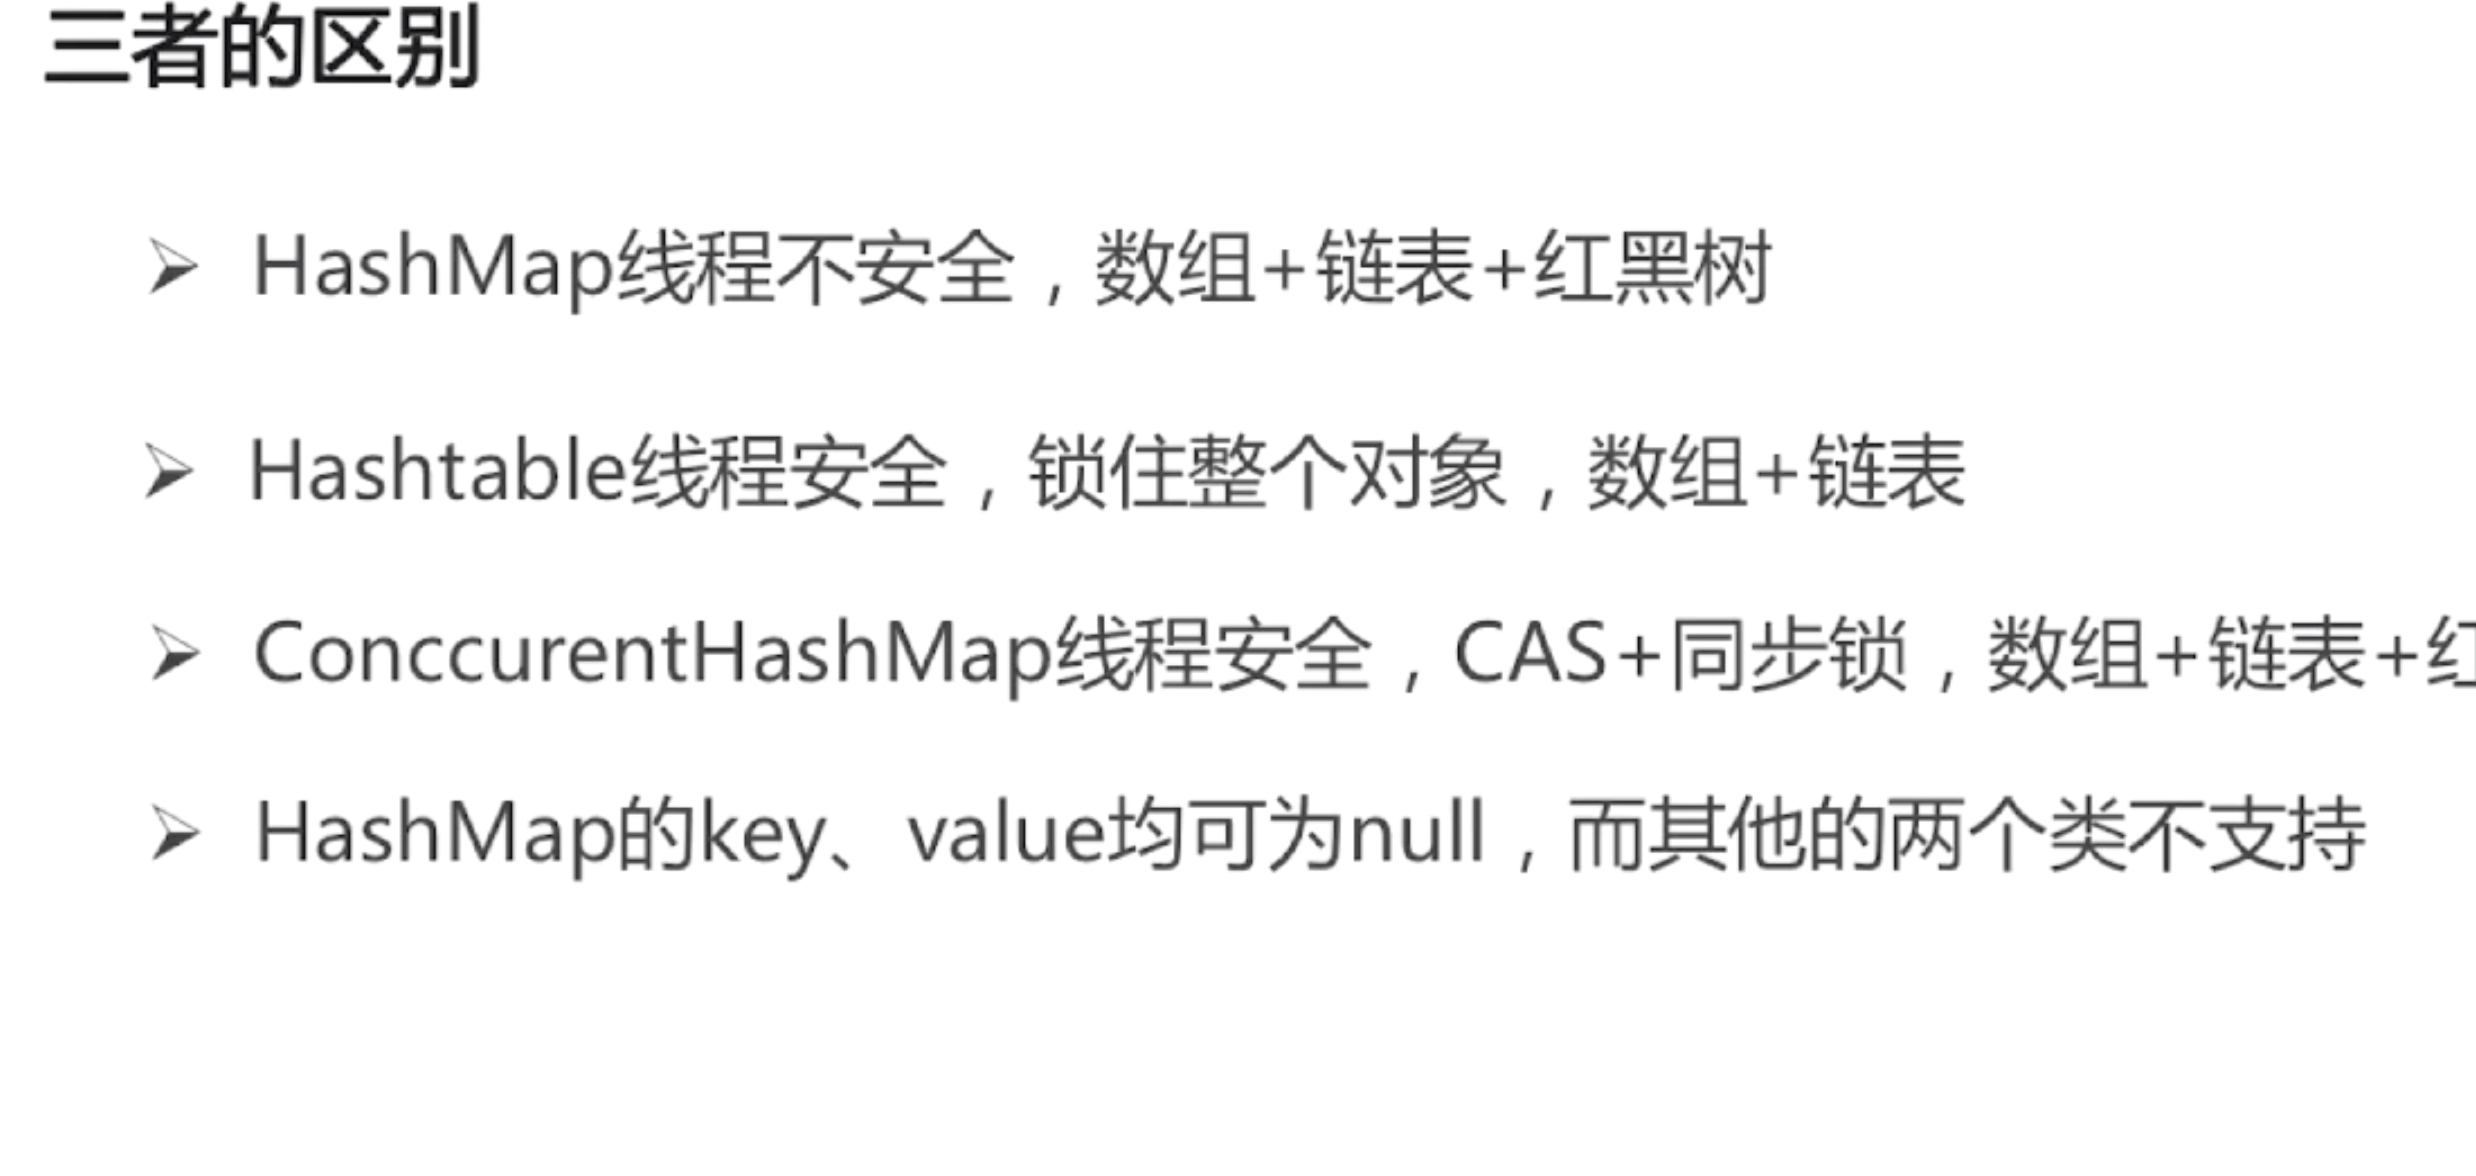 三者的区别
HashMap线程不安全，数组+链表+红黑树
Hashtable线程安全，锁住整个对象，数组+链表
ConccurentHashMap线程安全，CAS+同步锁，数组+链表+红
HashMap的key、value均可为null，而其他的两个类不支持